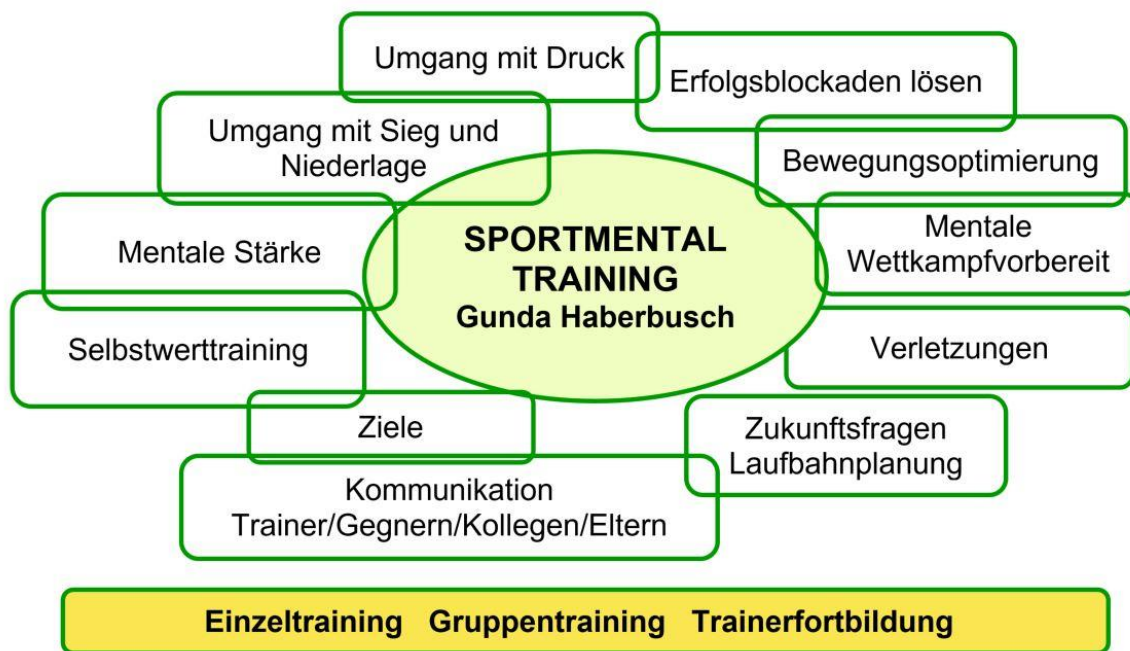 Umgang mit Druck
Erfolgsblockaden lösen
Umgang mit Sieg und
Niederlage
Bewegungsoptimierung
SPORTMENTAL
TRAINING
Gunda Haberbusch
Mentale Stärke
Mentale
Wettkampfvorbereit
Selbstwerttraining
Verletzungen
Ziele
Zukunftsfragen
Laufbahnplanung
Kommunikation
Trainer/Gegnern/Kollegen/Eltern
Einzeltraining Gruppentraining Trainerfortbildung